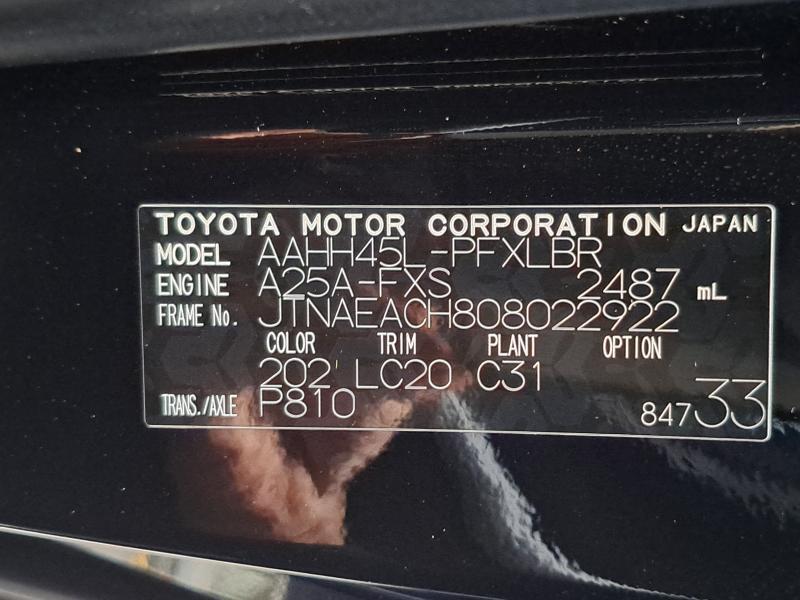 TOYOTA MOTOR CORPORATION JAPAN
MODEL AAHH45L-PFXLBR
ENGINE A25A-FXS 2487 mL
FRAME No. JTNAEACH808022922
COLOR TRIM PLANT OPTION
202 LC20 C31
TRANS./AXLE P810 84733